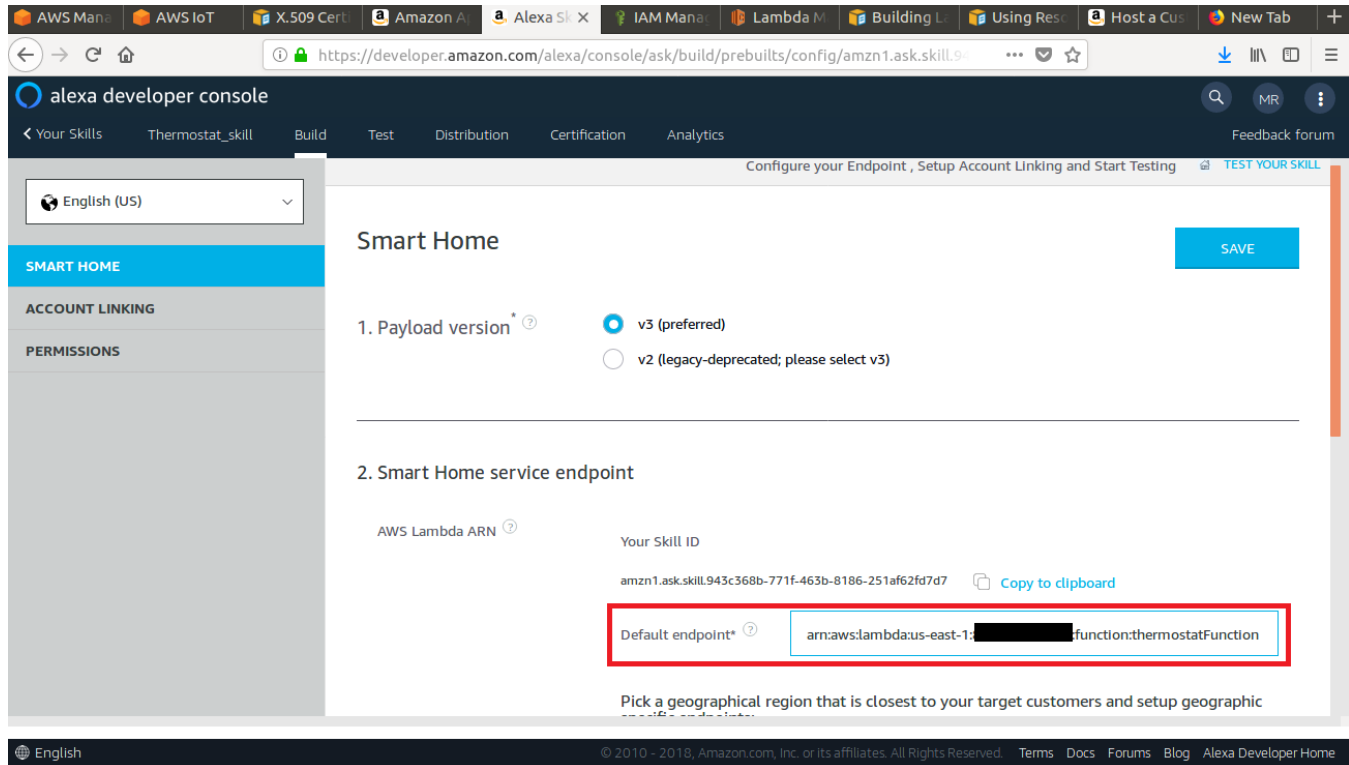 AWS Mana
AWS IoT
X.509 Cert
Amazon A
Alexa Sk
IAM Manag
Lambda M
Building La
Using Reso
Host a Cus
New Tab
https://developer.amazon.com/alexa/console/ask/build/prebuilts/config/amzn1.ask.skill.94
alexa developer console
MR
Your Skills
Thermostat_skill
Build
Test
Distribution
Certification
Analytics
Feedback forum
Configure your Endpoint , Setup Account Linking and Start Testing
TEST YOUR SKILL
English (US)
Smart Home
SAVE
SMART HOME
ACCOUNT LINKING
PERMISSIONS
1. Payload version * ?
v3 (preferred)
v2 (legacy-deprecated; please select v3)
2. Smart Home service endpoint
AWS Lambda ARN ?
Your Skill ID
amzn1.ask.skill.943c368b-771f-463b-8186-251af62fd7d7
Copy to clipboard
Default endpoint* ?
arn:aws:lambda:us-east-1: :function:thermostatFunction
Pick a geographical region that is closest to your target customers and setup geographic
English
© 2010 - 2018, Amazon.com, Inc. or its affiliates. All Rights Reserved.
Terms
Docs
Forums
Blog
Alexa Developer Home